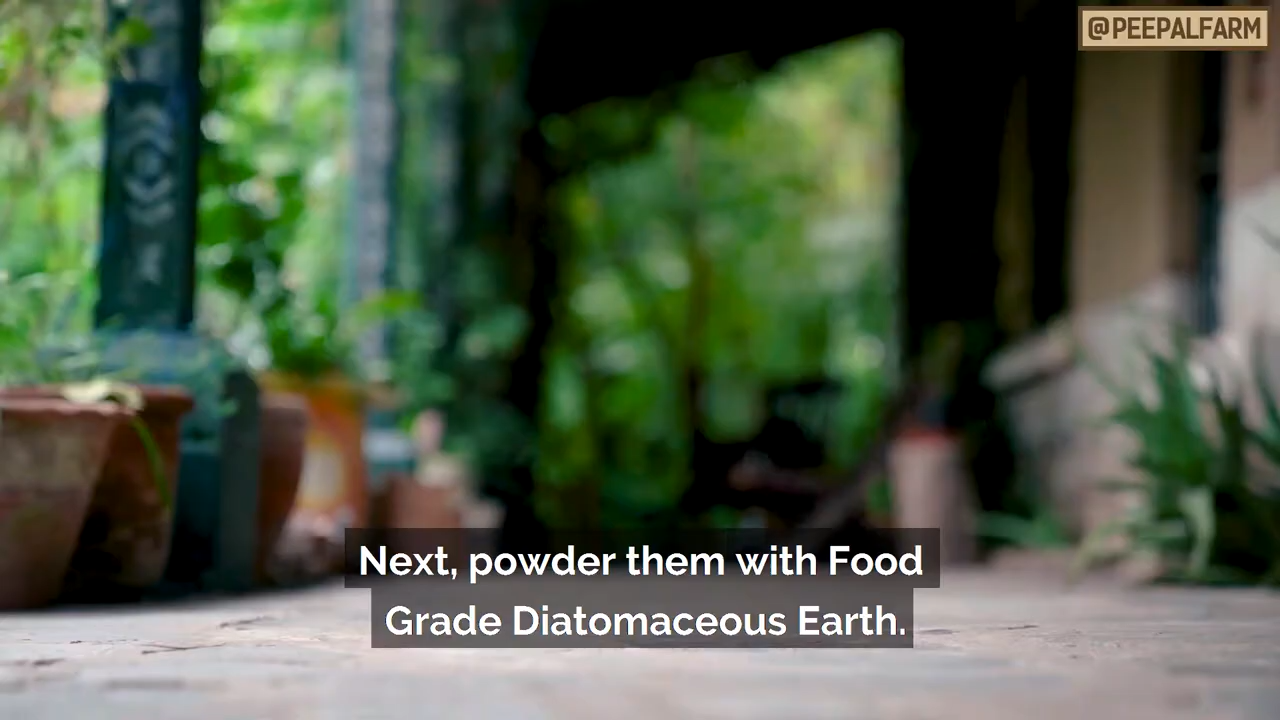 @PEEPALFARM
Next, powder them with Food
Grade Diatomaceous Earth.